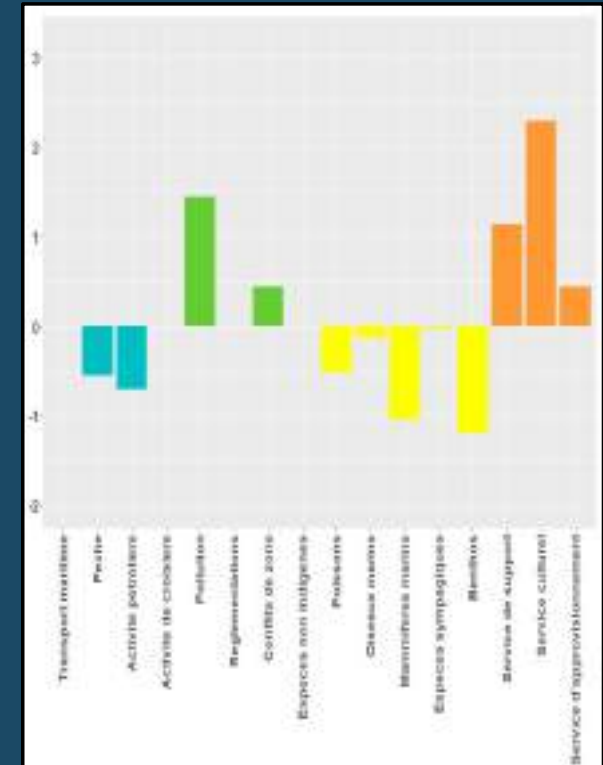 3
2
1
0
-1
-2
Transport maritime
Peche
Activite petroliere
Activite de croisiere
Pollution
Reglementations
Conflits de zone
Especes non indigenes
Poissons
Oiseaux marins
Mammiferes marins
Especes sympagiques
Benthos
Service de support
Service culturel
Service d'approvisionnement